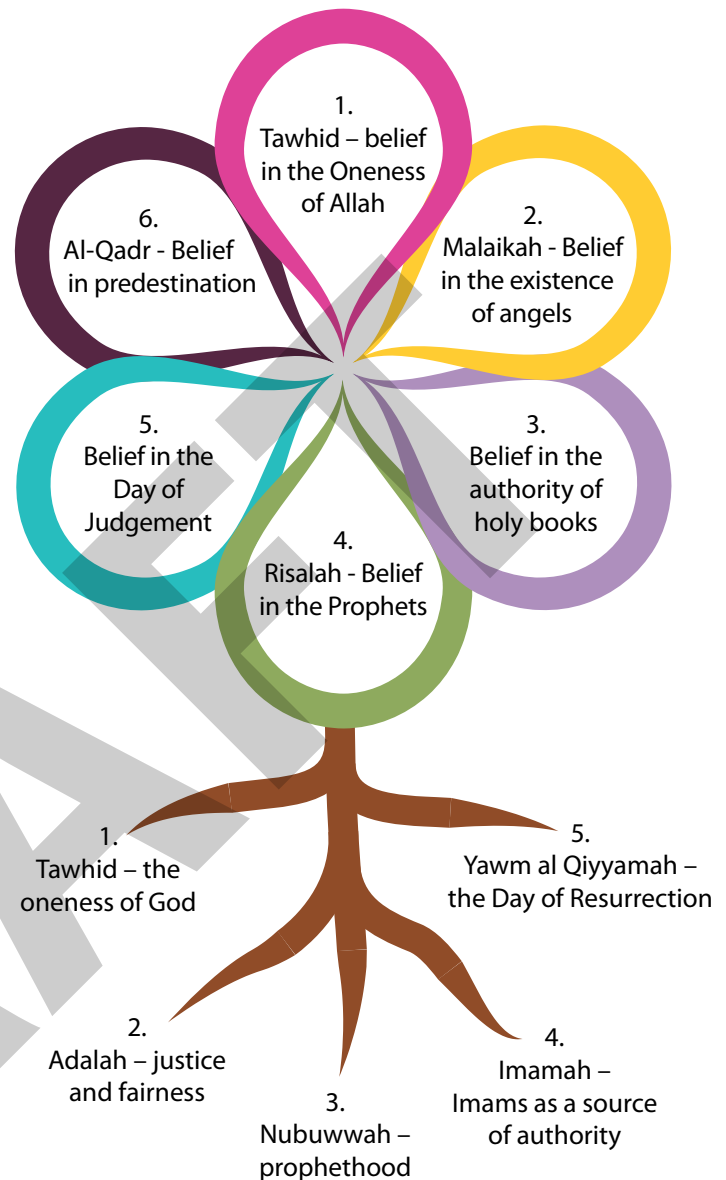 1.
Tawhid – belief
in the Oneness
of Allah
2.
Malaikah - Belief
in the existence
of angels
3.
Belief in the
authority of
holy books
4.
Risalah - Belief
in the Prophets
5.
Belief in the
Day of
Judgement
6.
Al-Qadr - Belief
in predestination
1.
Tawhid – the
oneness of God
2.
Adalah – justice
and fairness
3.
Nubuwwah –
prophethood
4.
Imamah –
Imams as a source
of authority
5.
Yawm al Qiyyamah –
the Day of Resurrection